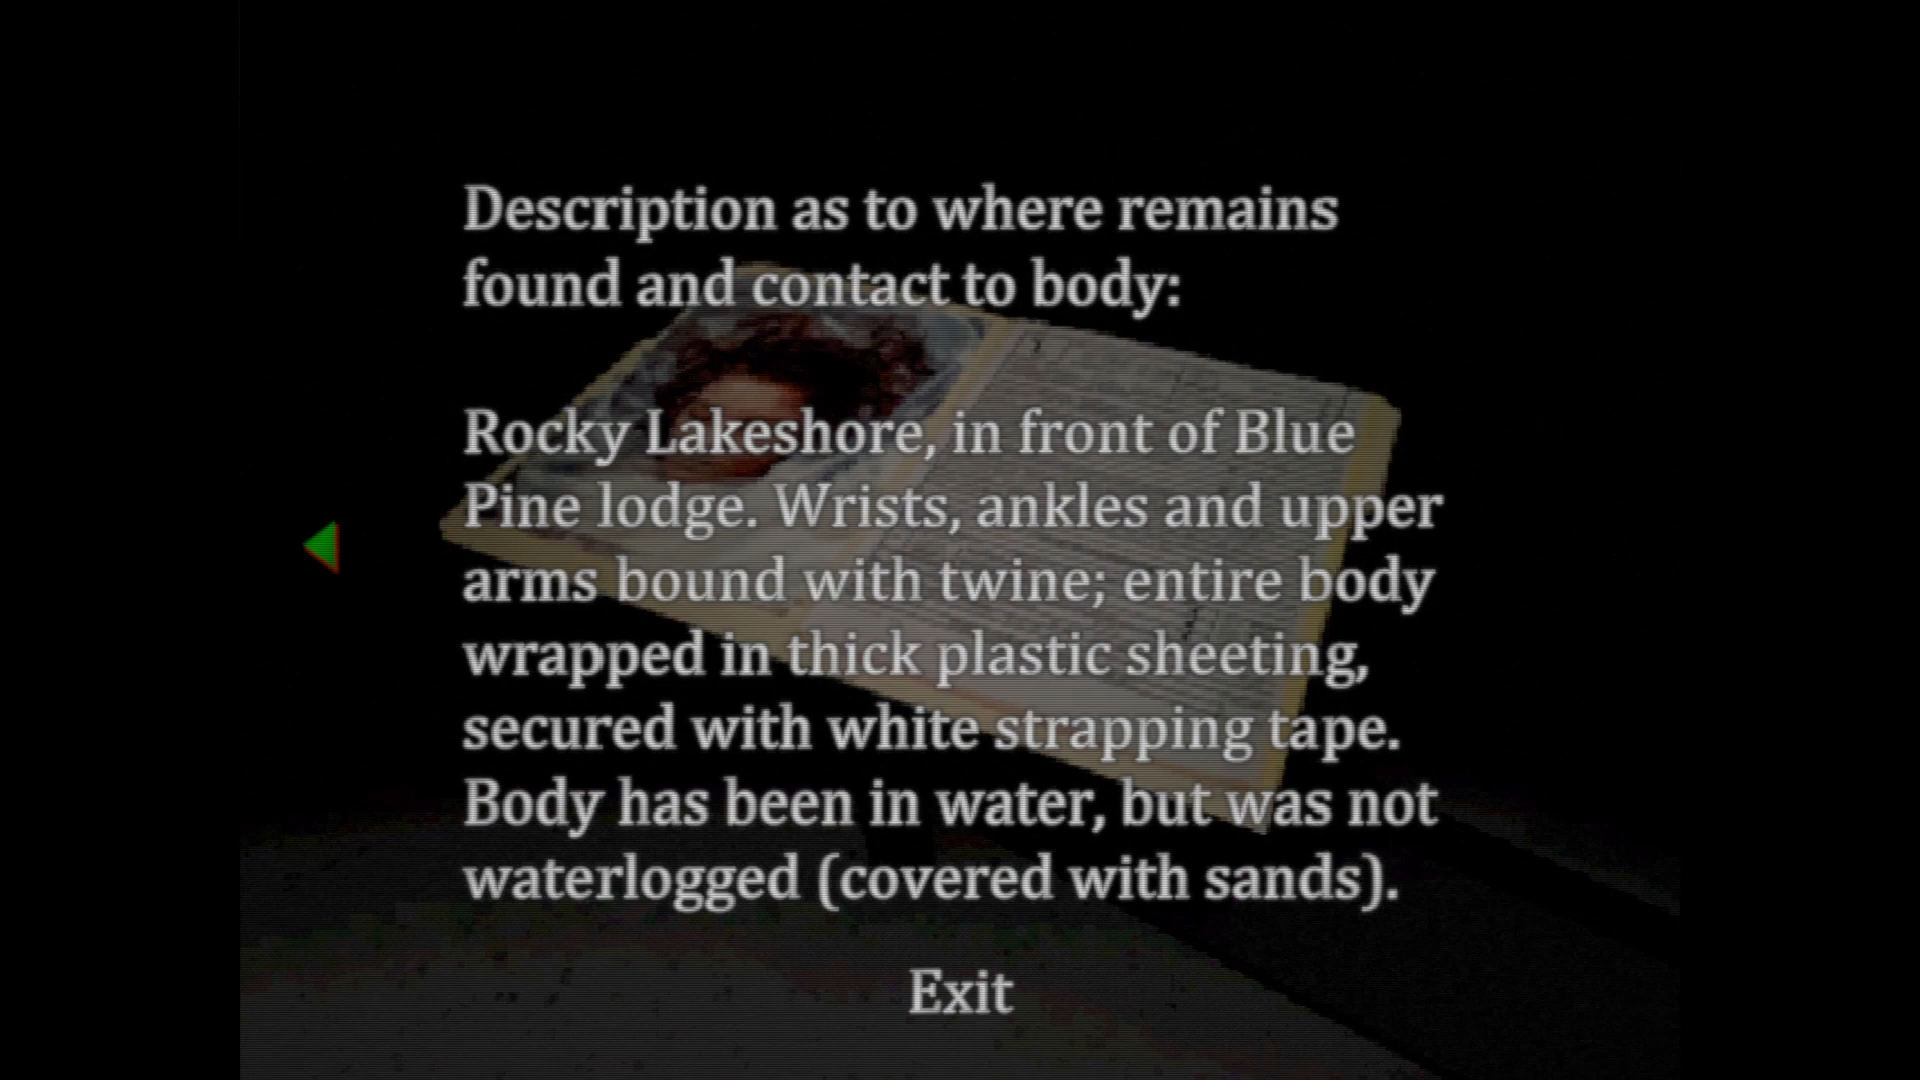 Description as to where remains
found and contact to body:
Rocky Lakeshore, in front of Blue
Pine lodge. Wrists, ankles and upper
arms bound with twine; entire body
wrapped in thick plastic sheeting,
secured with white strapping tape.
Body has been in water, but was not
waterlogged (covered with sands).
Exit